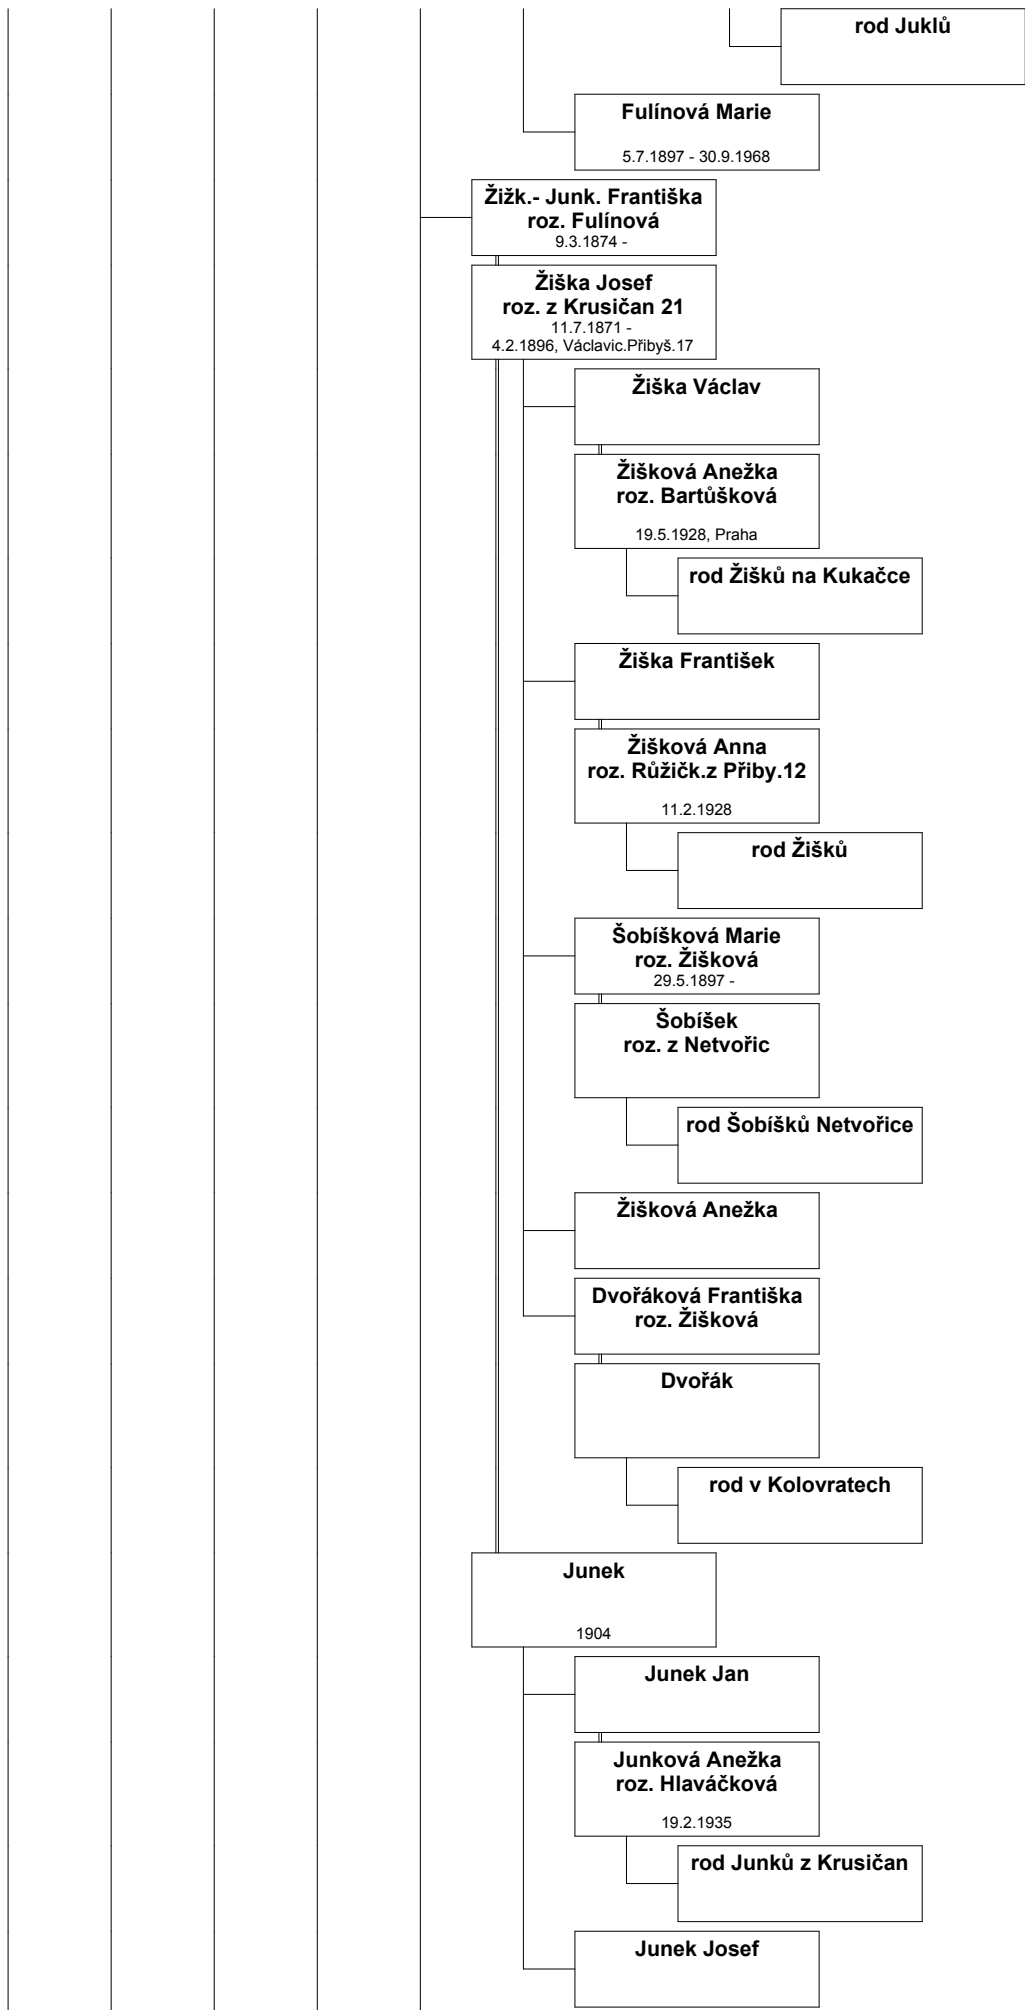 rod Juklů
Fulínová Marie
5.7.1897 - 30.9.1968
Žižk.- Junk. Františka
roz. Fulínová
9.3.1874 -
Žiška Josef
roz. z Krusičan 21
11.7.1871 -
4.2.1896, Václavic.Přibyš.17
Žiška Václav
Žišková Anežka
roz. Bartůšková
19.5.1928, Praha
rod Žišků na Kukačce
Žiška František
Žišková Anna
roz. Růžičk.z Přiby.12
11.2.1928
rod Žišků
Šobíšková Marie
roz. Žišková
29.5.1897 -
Šobíšek
roz. z Netvořic
rod Šobíšků Netvořice
Žišková Anežka
Dvořáková Františka
roz. Žišková
Dvořák
rod v Kolovratech
Junek
1904
Junek Jan
Junková Anežka
roz. Hlaváčková
19.2.1935
rod Junků z Krusičan
Junek Josef